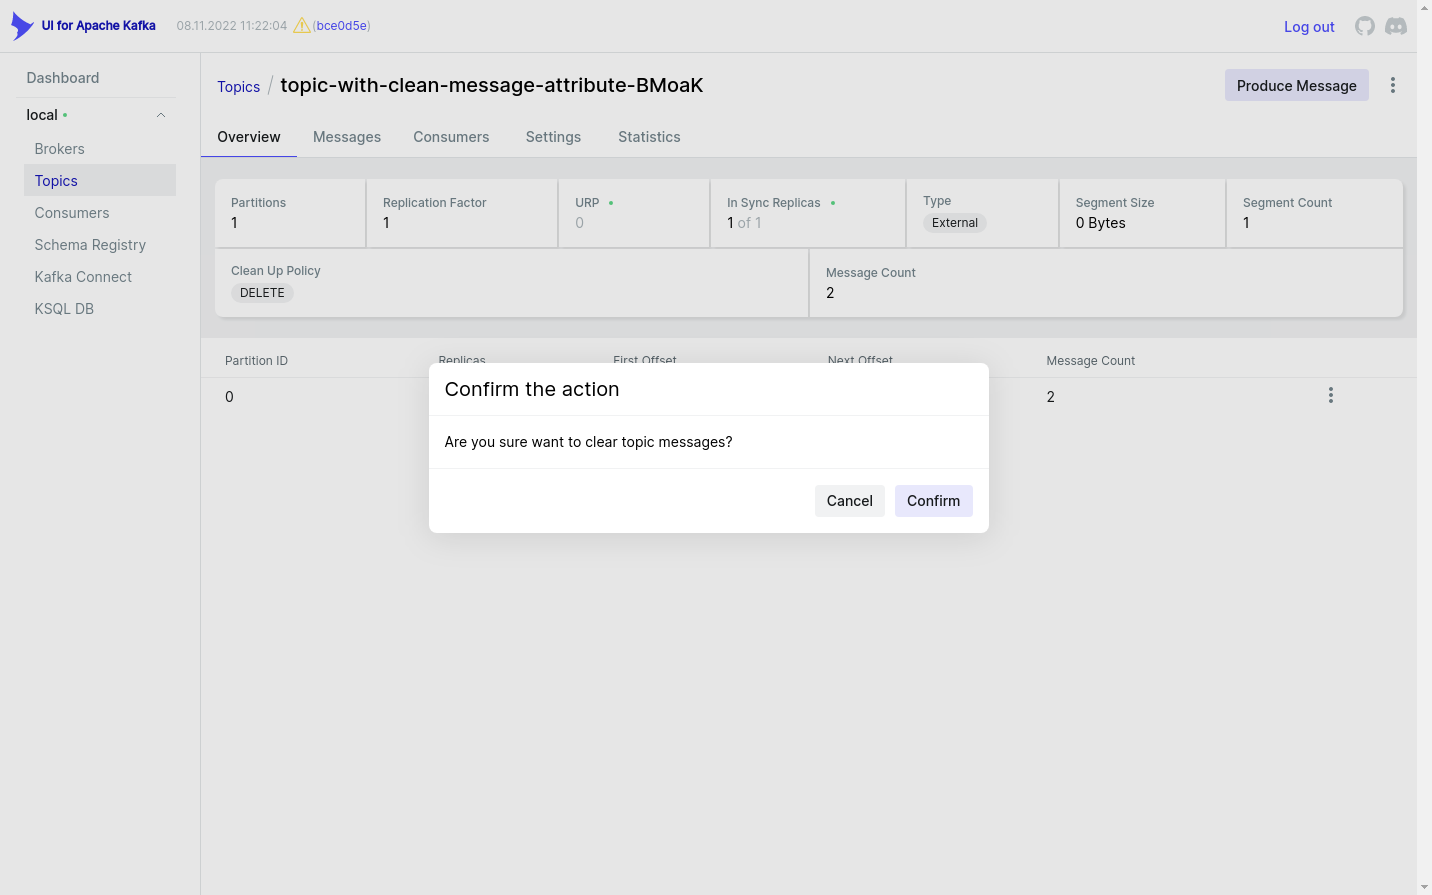 UI for Apache Kafka 08.11.2022 11:22:04 (bce0d5e) Log out
Dashboard
local
Brokers
Topics
Consumers
Schema Registry
Kafka Connect
KSQL DB
Topics / topic-with-clean-message-attribute-BMoaK Produce Message
Overview Messages Consumers Settings Statistics
Partitions Replication Factor URP In Sync Replicas Type Segment Size Segment Count
1 1 0 1 of 1 External 0 Bytes 1
Clean Up Policy Message Count
DELETE 2
Partition ID Replicas First Offset Next Offset Message Count
0 2
Confirm the action
Are you sure want to clear topic messages?
Cancel Confirm